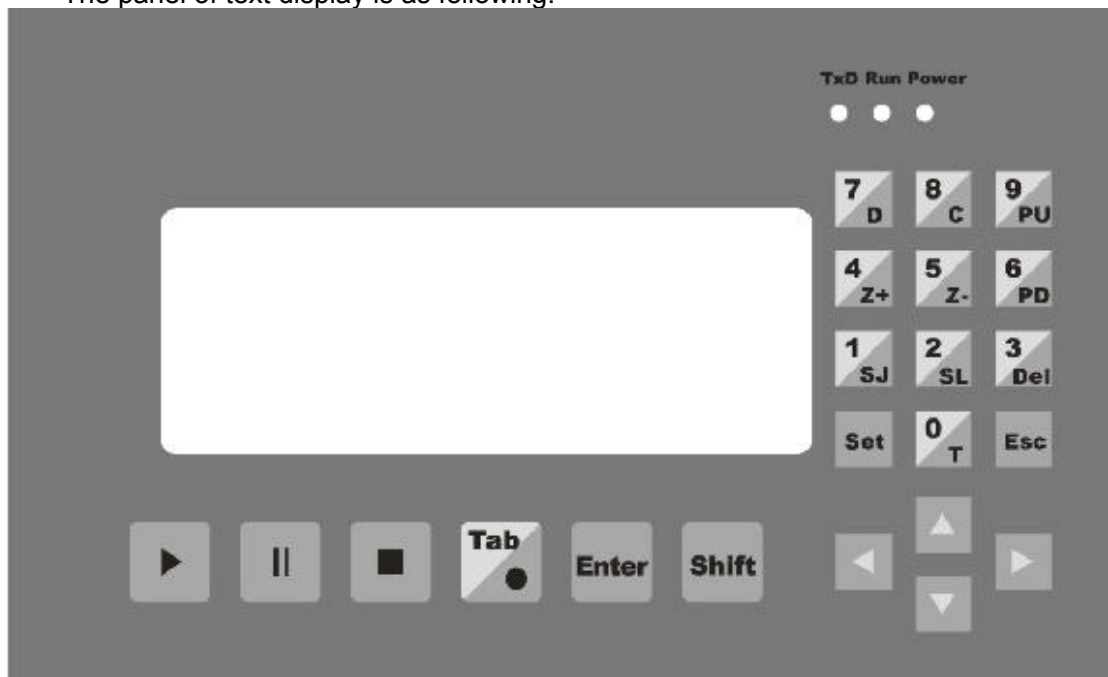 The panel of text display is as following:
TxD Run Power
7 D 8 C 9 PU
4 Z+ 5 Z- 6 PD
1 SJ 2 SL 3 Del
Set 0 T Esc
Tab Enter Shift